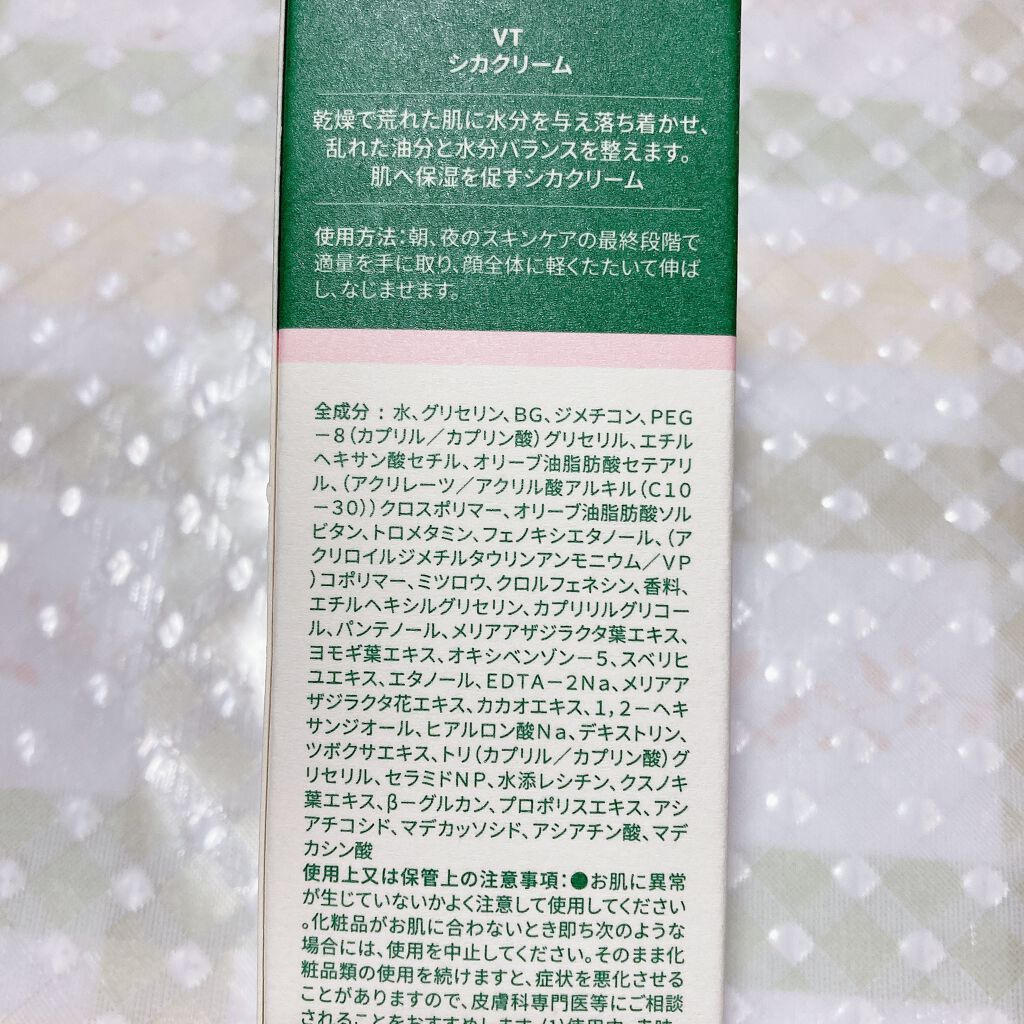 VT
シカクリーム
乾燥で荒れた肌に水分を与え落ち着かせ、
乱れた油分と水分バランスを整えます。
肌へ保湿を促すシカクリーム
使用方法:朝、夜のスキンケアの最終段階で
適量を手に取り、顔全体に軽くたたいて伸ば
し、なじませます。
全成分 : 水、グリセリン、BG、ジメチコン、PEG
－8(カプリル／カプリン酸)グリセリル、エチル
ヘキサン酸セチル、オリーブ油脂肪酸セテアリ
ル、(アクリレーツ／アクリル酸アルキル(C10
－30))クロスポリマー、オリーブ油脂肪酸ソル
ビタン、トロメタミン、フェノキシエタノール、(ア
クリロイルジメチルタウリンアンモニウム／VP
)コポリマー、ミツロウ、クロルフェネシン、香料、
エチルヘキシルグリセリン、カプリリルグリコー
ル、パンテノール、メリアアザジラクタ葉エキス、
ヨモギ葉エキス、オキシベンゾン－5、スベリヒ
ユエキス、エタノール、EDTA－2Na、メリアア
ザジラクタ花エキス、カカオエキス、1,2－ヘキ
サンジオール、ヒアルロン酸Na、デキストリン、
ツボクサエキス、トリ(カプリル／カプリン酸)グ
リセリル、セラミドNP、水添レシチン、クスノキ
葉エキス、β－グルカン、プロポリスエキス、アシ
アチコシド、マデカッソシド、アシアチン酸、マデ
カシン酸
使用上又は保管上の注意事項:●お肌に異常
が生じていないかよく注意して使用してください
。化粧品がお肌に合わないとき即ち次のような
場合には、使用を中止してください。そのまま化
粧品類の使用を続けますと、症状を悪化させる
ことがありますので、皮膚科専門医等にご相談
されることをおすすめします。(1)使用中、赤味、